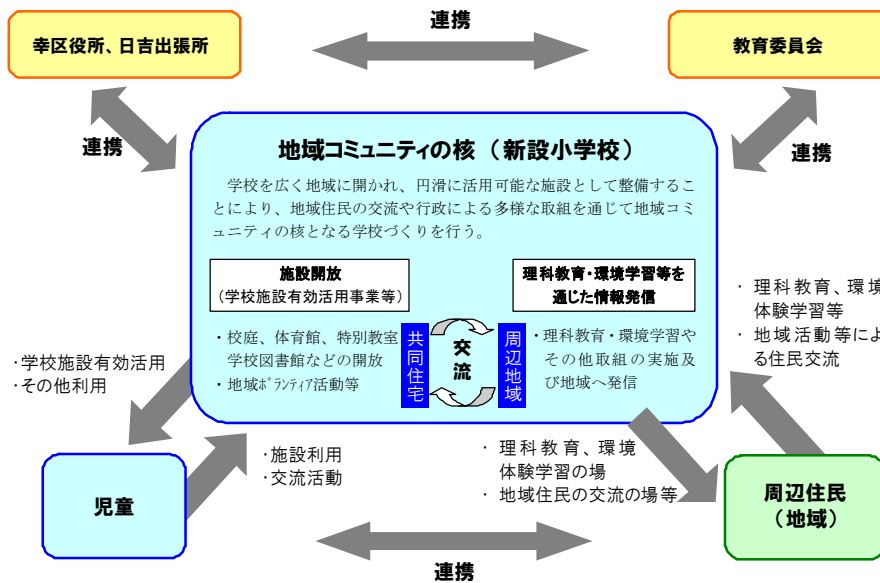 連携
幸区役所、日吉出張所
教育委員会
連携
連携
地域コミュニティの核（新設小学校）
学校を広く地域に開かれ、円滑に活用可能な施設として整備するこ
とにより、地域住民の交流や行政による多様な取組を通じて地域コミ
ュニティの核となる学校づくりを行う。
施設開放
（学校施設有効活用事業等）
理科教育・環境学習等を
通じた情報発信
・校庭、体育館、特別教室
学校図書館などの開放
・地域ボランティア活動等
共同住宅
交流
周辺地域
・理科教育・環境学習や
その他取組の実施及
び地域へ発信
・理科教育、環境
体験学習等
・地域活動等によ
る住民交流
・学校施設有効活用
・その他利用
・施設利用
・交流活動
・理科教育、環境
体験学習の場
・地域住民の交流の場等
児童
周辺住民
（地域）
連携